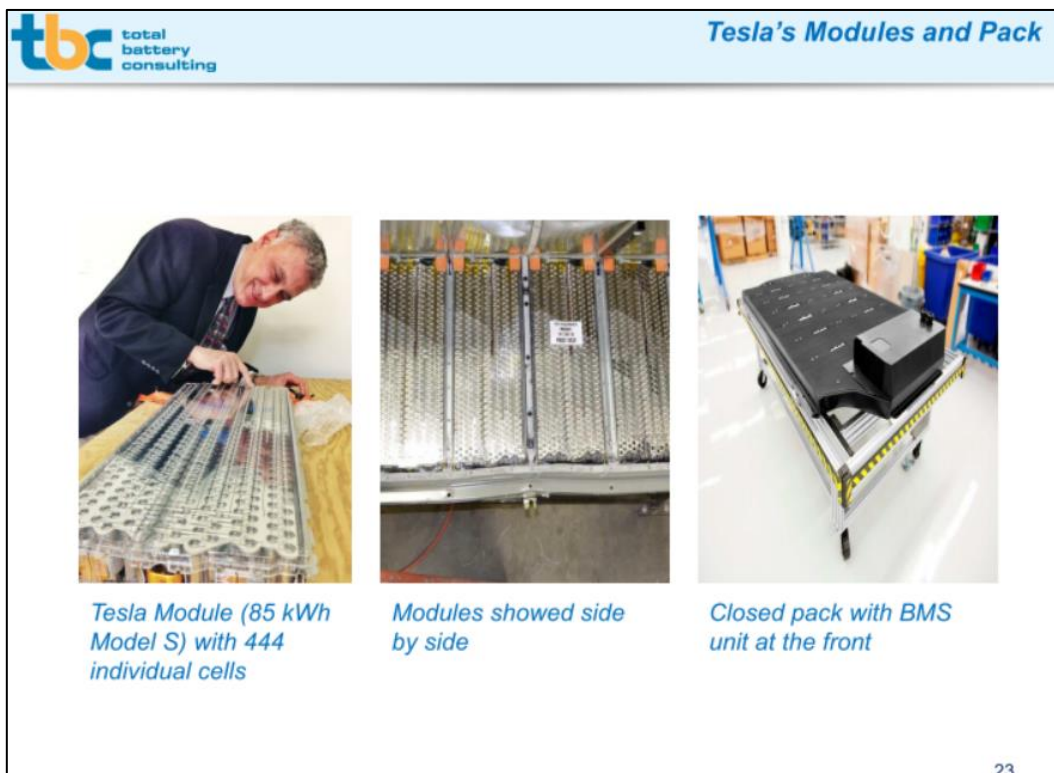 tbc total
battery
consulting
Tesla's Modules and Pack
Tesla Module (85 kWh
Model S) with 444
individual cells
Modules showed side
by side
Closed pack with BMS
unit at the front
23